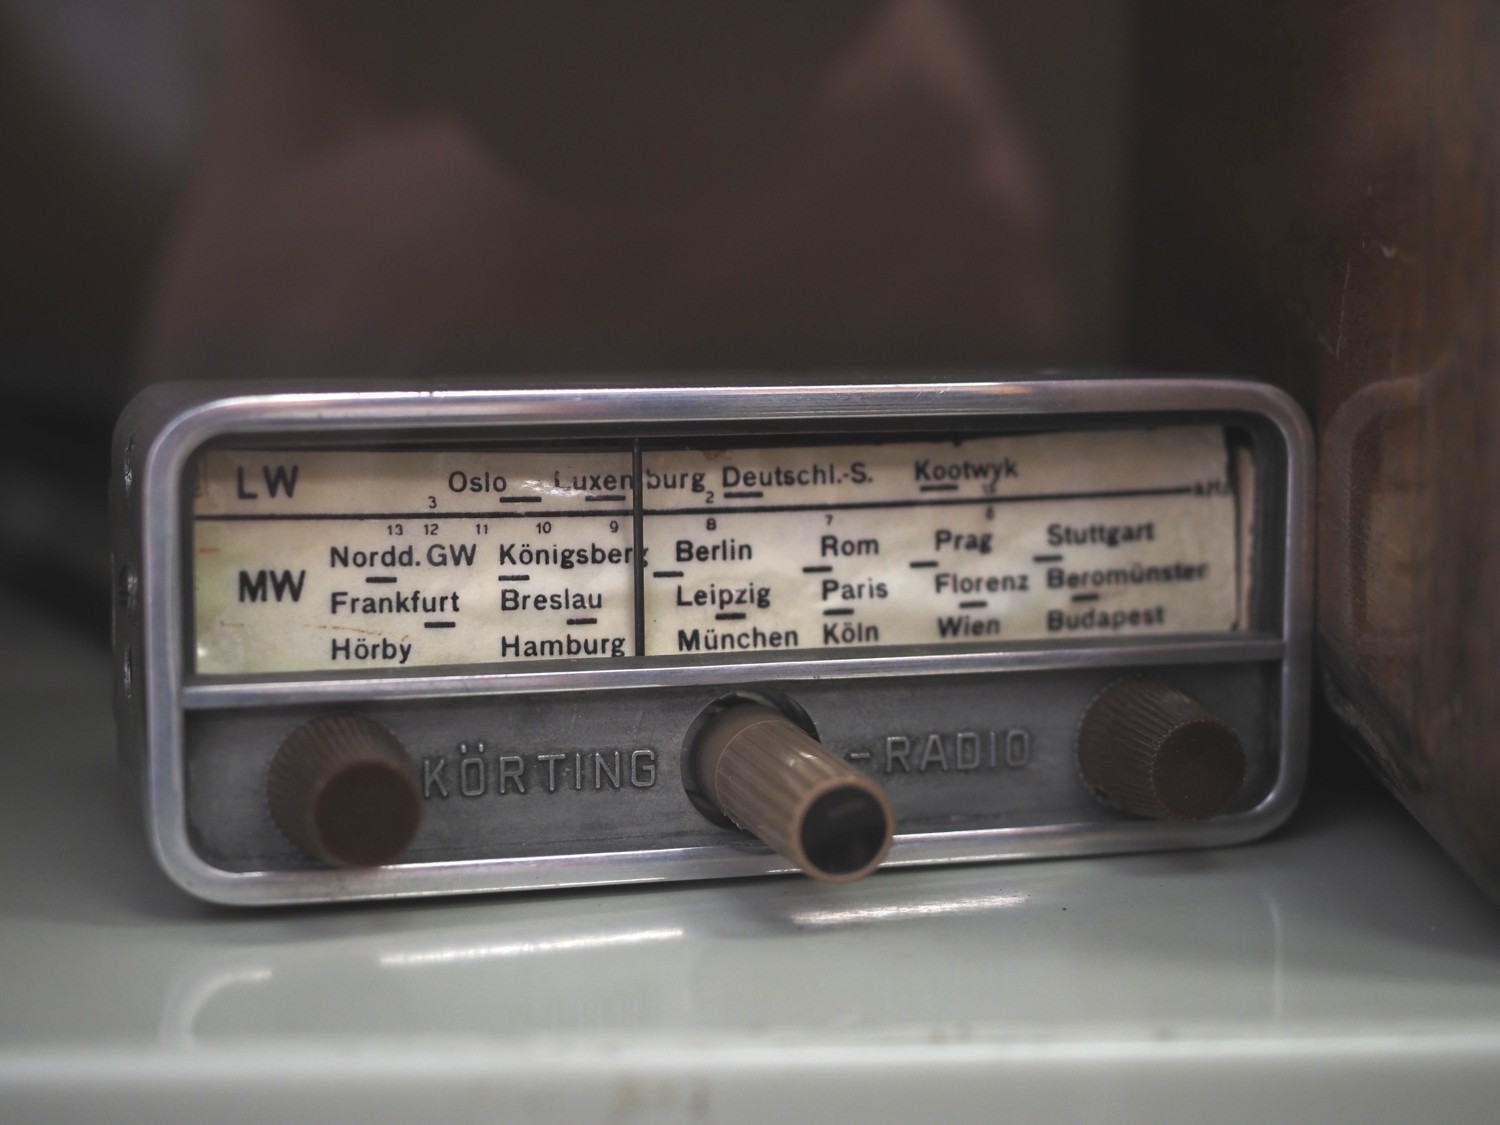 LW Oslo Luxenburg Deutschl.-S. Kootwyk
3 2 kHz
13 12 11 10 9 8 7 6
MW
Nordd.GW Königsberg Berlin Rom Prag Stuttgart
Frankfurt Breslau Leipzig Paris Florenz Beromünster
Hörby Hamburg München Köln Wien Budapest
KÖRTING -RADIO